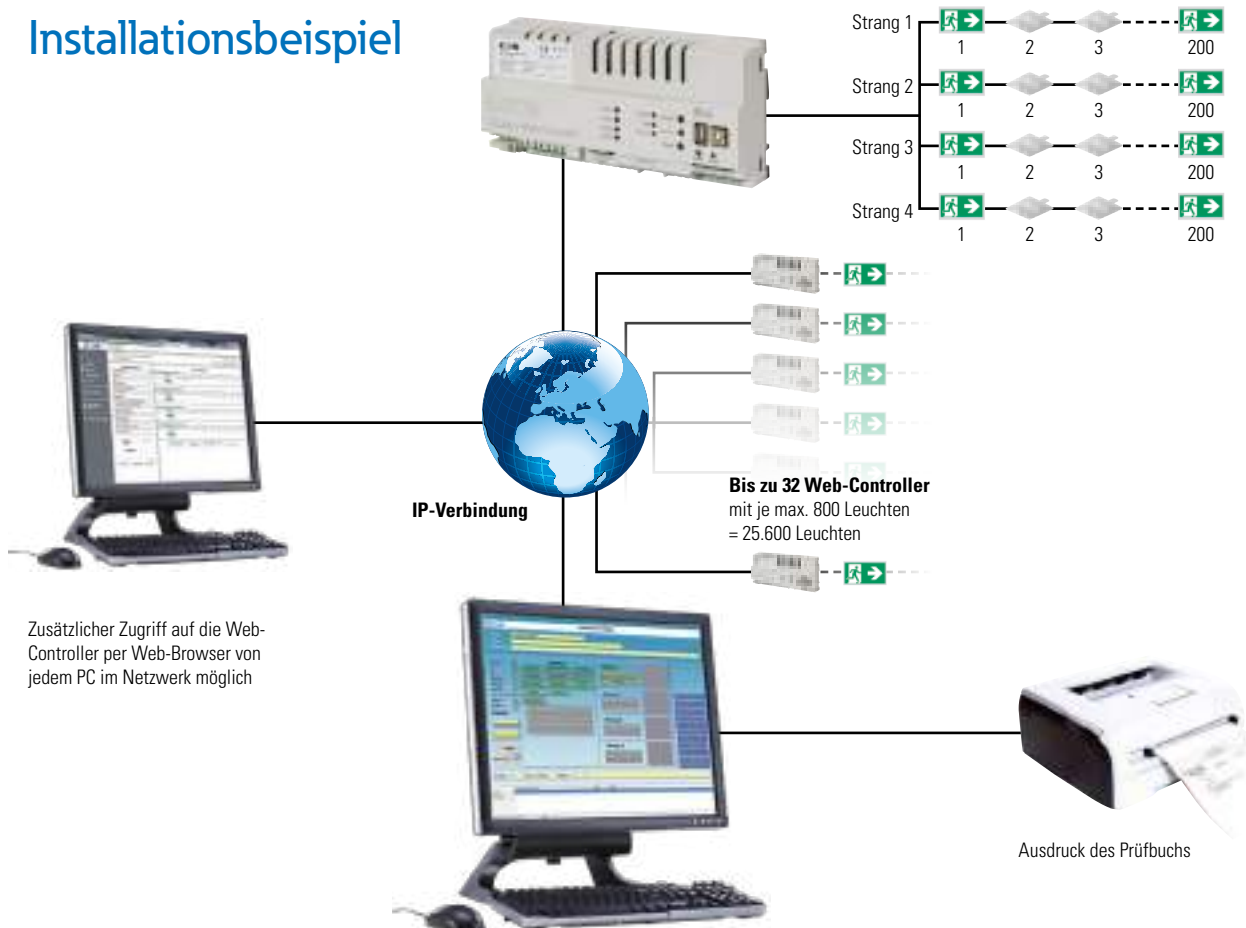 Installationsbeispiel
Strang 1
1 2 3 200
Strang 2
1 2 3 200
Strang 3
1 2 3 200
Strang 4
1 2 3 200
IP-Verbindung
Bis zu 32 Web-Controller
mit je max. 800 Leuchten
= 25.600 Leuchten
Zusätzlicher Zugriff auf die Web-
Controller per Web-Browser von
jedem PC im Netzwerk möglich
Ausdruck des Prüfbuchs